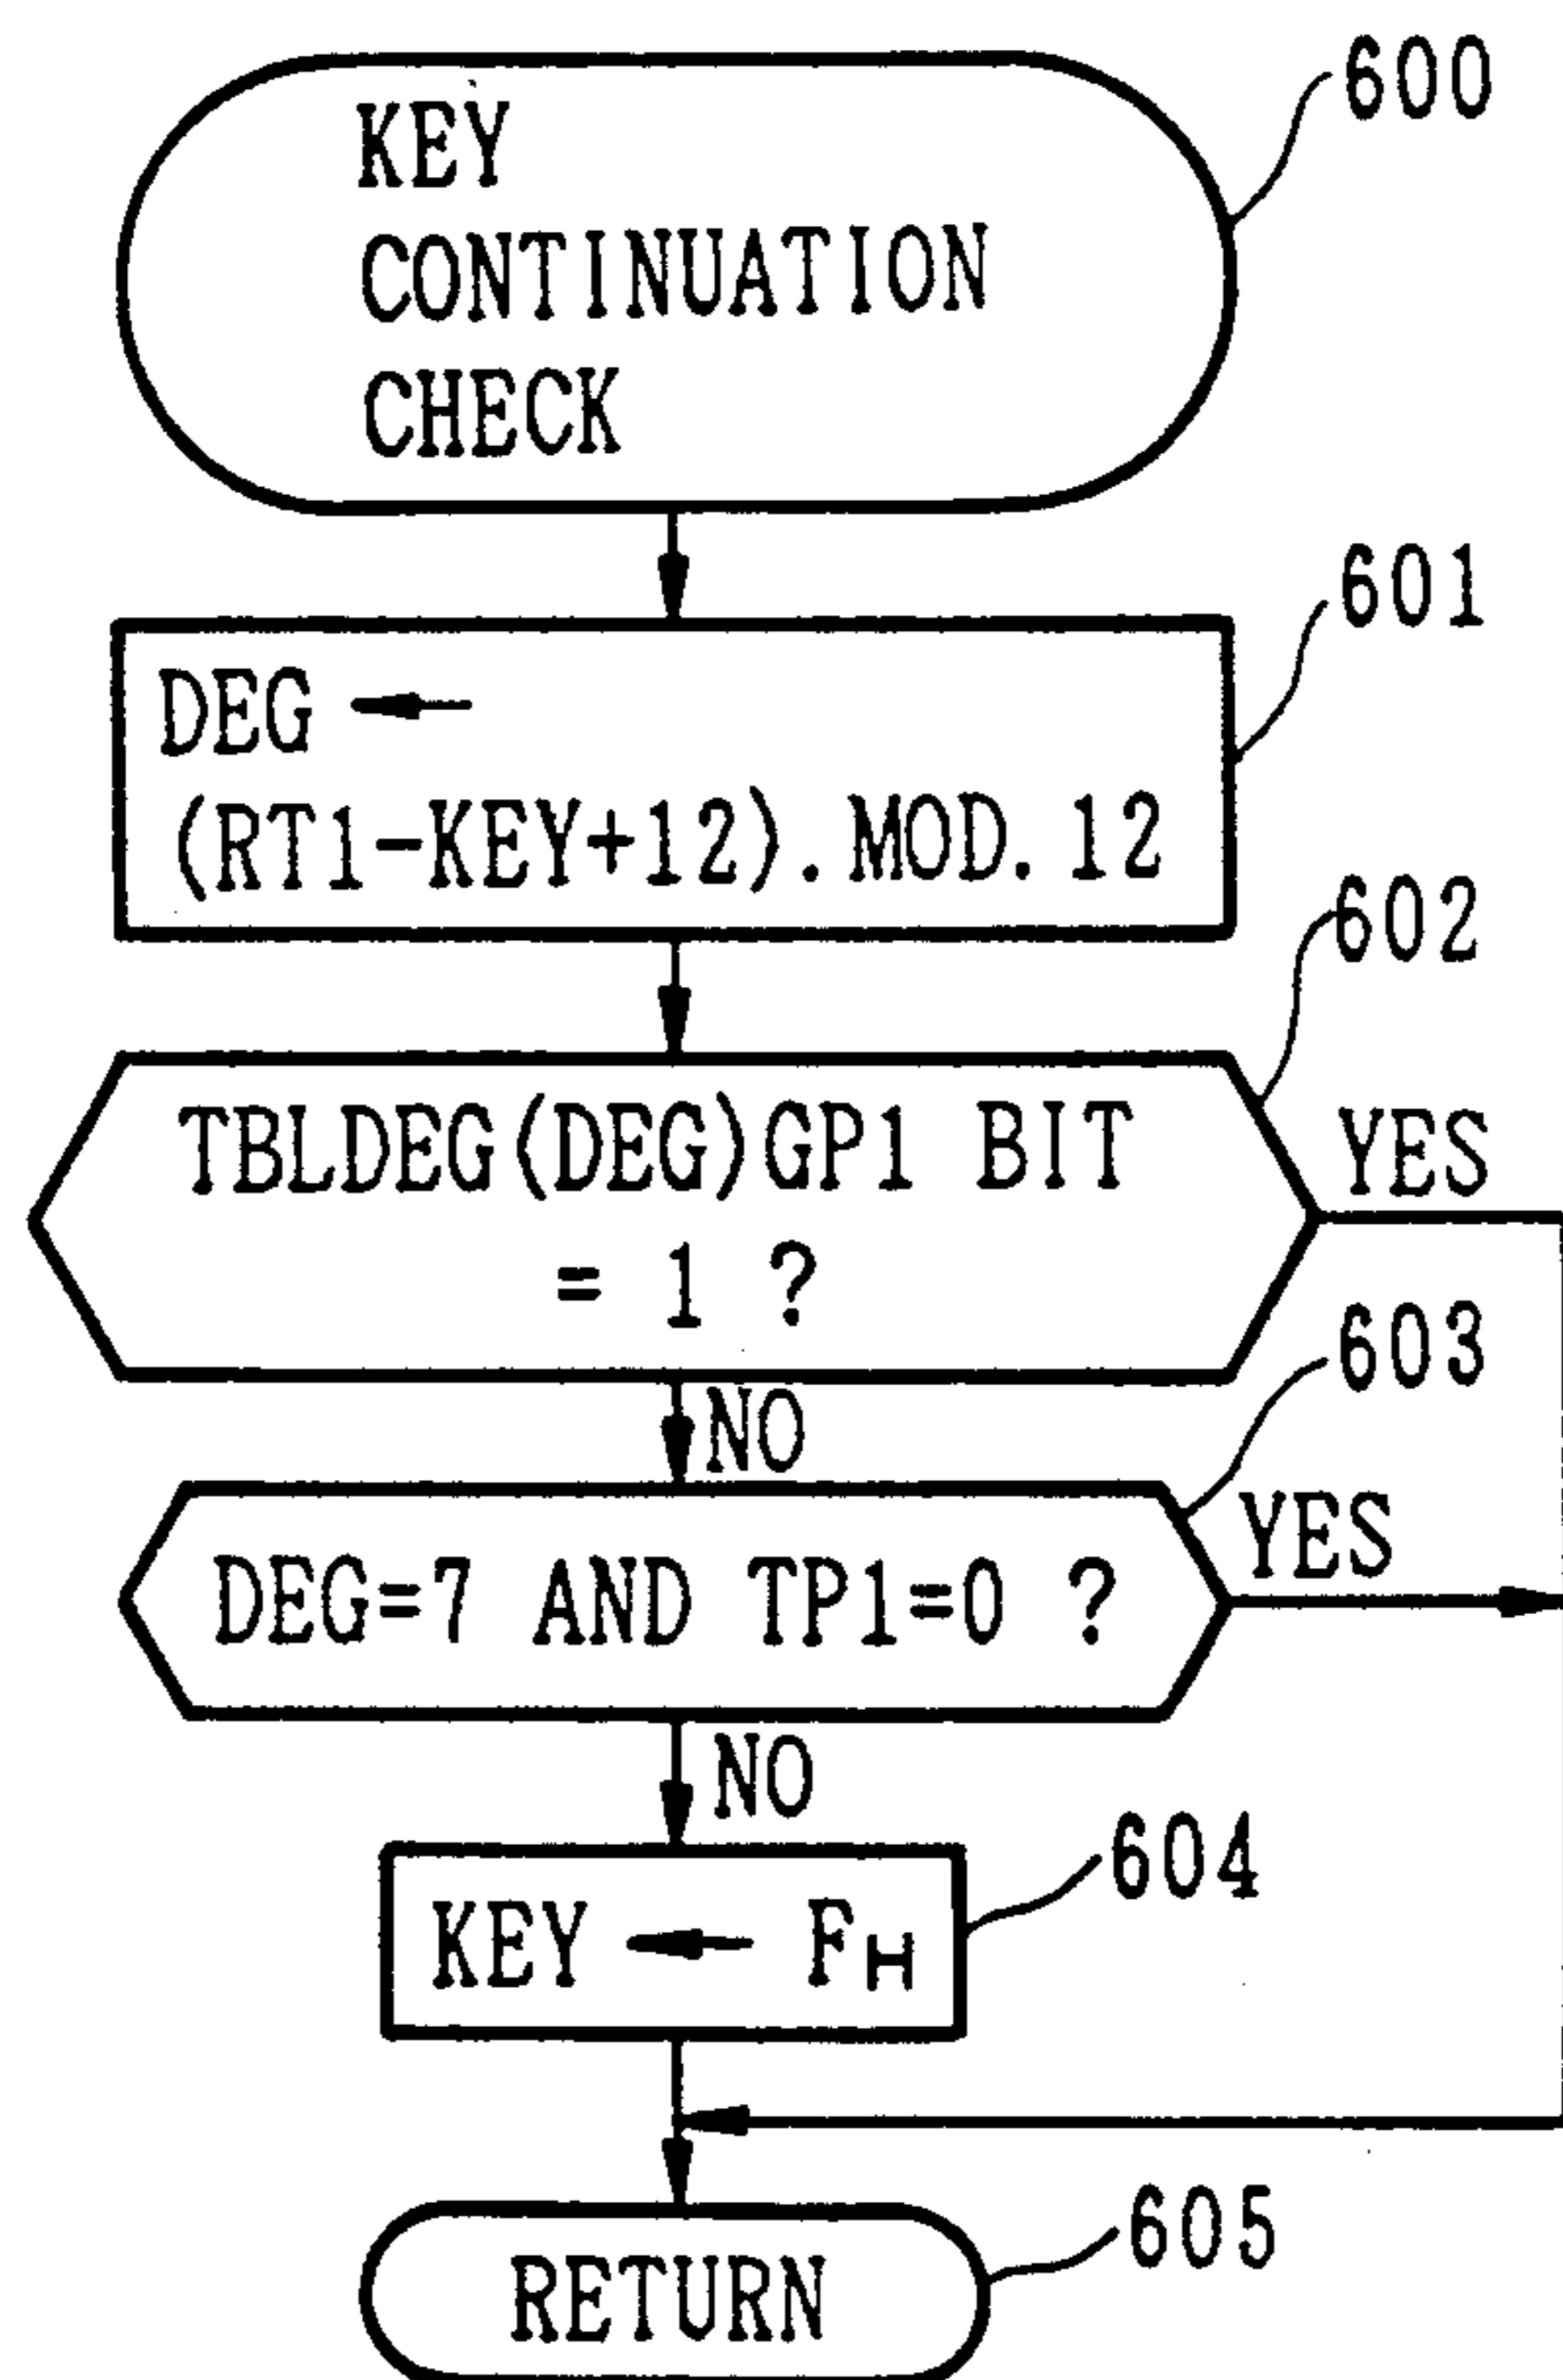 KEY
CONTINUATION
CHECK
600
601
DEG ←
(RT1-KEY+12).MOD.12
602
TBLDEG(DEG)GP1 BIT
= 1 ?
YES
NO
603
DEG=7 AND TP1=0 ?
YES
NO
604
KEY ← FH
605
RETURN